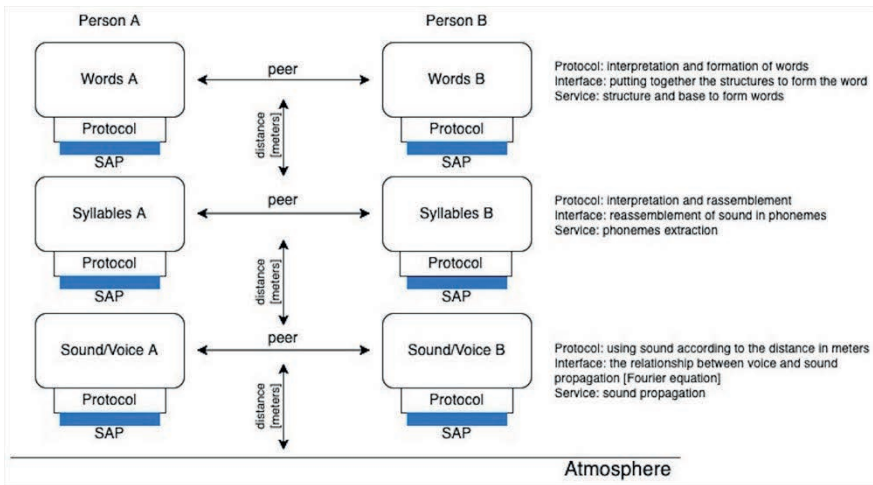 Person A
Person B
Words A
peer
Words B
Protocol: interpretation and formation of words
Interface: putting together the structures to form the word
Service: structure and base to form words
Protocol
distance
[meters]
Protocol
SAP
SAP
Syllables A
peer
Syllables B
Protocol: interpretation and rassemblement
Interface: reassemblement of sound in phonemes
Service: phonemes extraction
Protocol
distance
[meters]
Protocol
SAP
SAP
Sound/Voice A
peer
Sound/Voice B
Protocol: using sound according to the distance in meters
Interface: the relationship between voice and sound
propagation [Fourier equation]
Service: sound propagation
Protocol
distance
[meters]
Protocol
SAP
SAP
Atmosphere